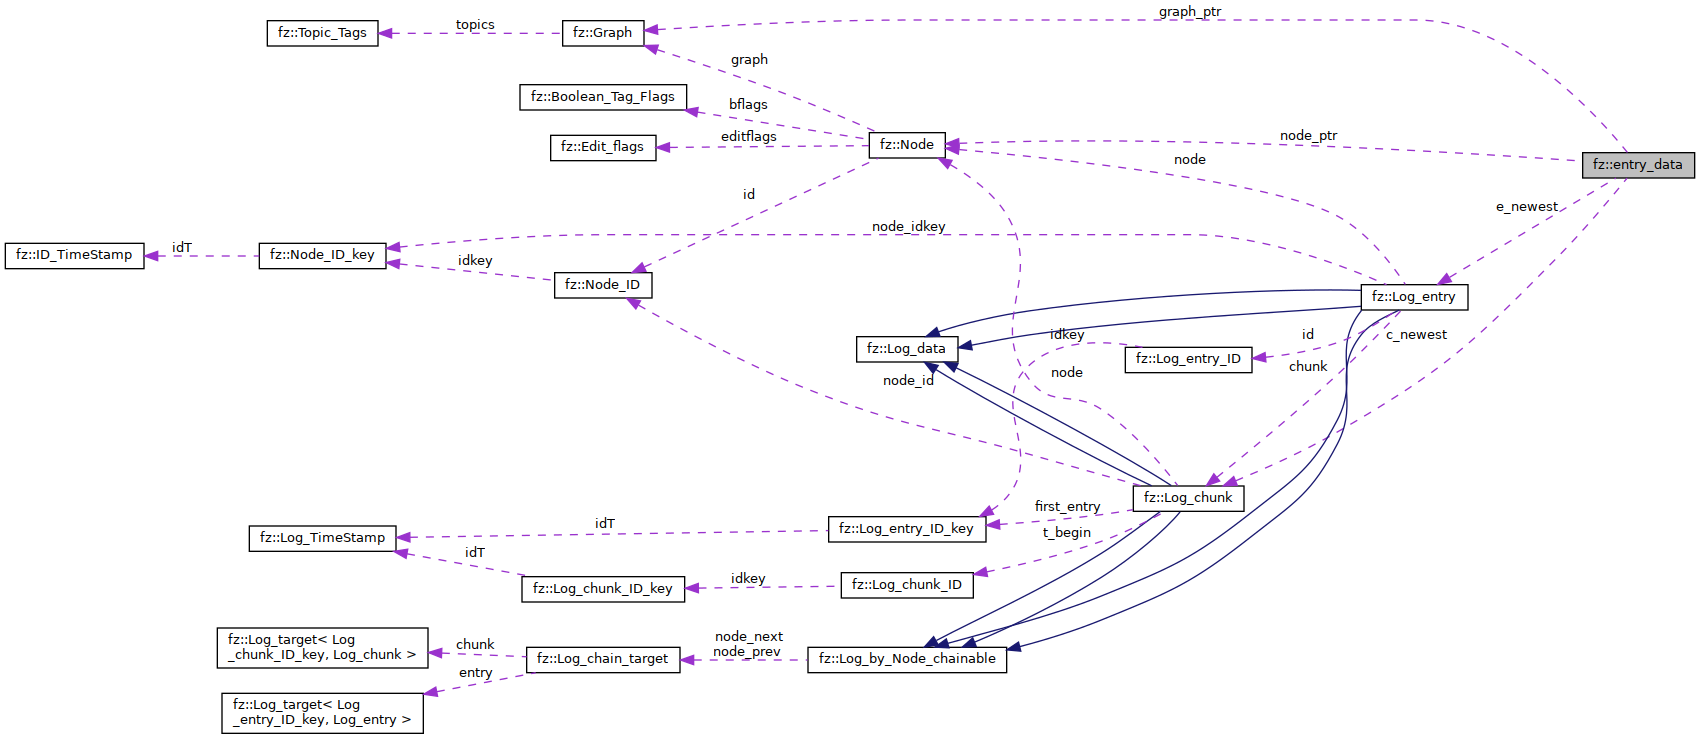 graph_ptr
topics
fz::Topic_Tags
fz::Graph
graph
fz::Boolean_Tag_Flags
bflags
editflags
node_ptr
fz::Edit_flags
fz::Node
node
fz::entry_data
id
e_newest
node_idkey
idT
fz::ID_TimeStamp
fz::Node_ID_key
idkey
fz::Node_ID
fz::Log_entry
idkey
id
c_newest
fz::Log_data
fz::Log_entry_ID
node_id
node
chunk
fz::Log_chunk
first_entry
idT
fz::Log_entry_ID_key
fz::Log_TimeStamp
t_begin
idT
idkey
fz::Log_chunk_ID_key
fz::Log_chunk_ID
fz::Log_target< Log
_chunk_ID_key, Log_chunk >
chunk
node_next
node_prev
fz::Log_chain_target
fz::Log_by_Node_chainable
entry
fz::Log_target< Log
_entry_ID_key, Log_entry >